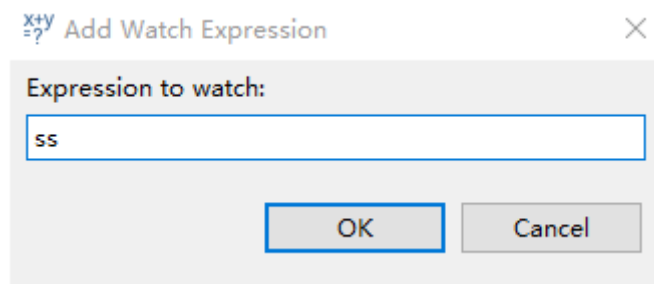 x+y
=?
Add Watch Expression
Expression to watch:
ss
OK
Cancel